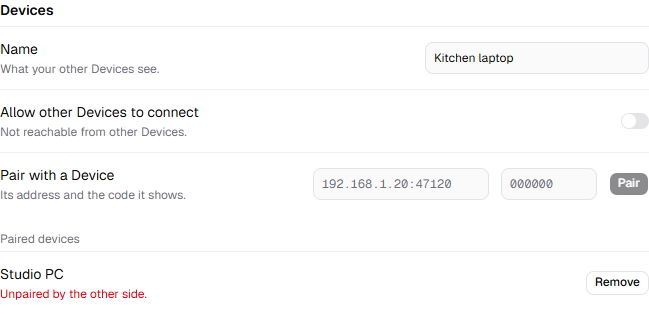 Devices
Name
What your other Devices see.
Kitchen laptop
Allow other Devices to connect
Not reachable from other Devices.
Pair with a Device
Its address and the code it shows.
192.168.1.20:47120
000000
Pair
Paired devices
Studio PC
Unpaired by the other side.
Remove